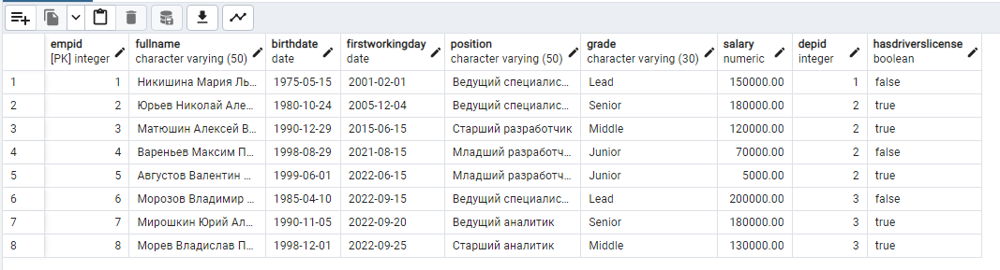 empid fullname birthdate firstworkingday position grade salary depid hasdriverslicense
[PK] integer character varying (50) date date character varying (50) character varying (30) numeric integer boolean
1 1 Никишина Мария Ль... 1975-05-15 2001-02-01 Ведущий специалис... Lead 150000.00 1 false
2 2 Юрьев Николай Але... 1980-10-24 2005-12-04 Ведущий специалис... Senior 180000.00 2 true
3 3 Матюшин Алексей В... 1990-12-29 2015-06-15 Старший разработчик Middle 120000.00 2 true
4 4 Вареньев Максим П... 1998-08-29 2021-08-15 Младший разработч... Junior 70000.00 2 false
5 5 Августов Валентин ... 1999-06-01 2022-06-15 Младший разработч... Junior 5000.00 2 true
6 6 Морозов Владимир ... 1985-04-10 2022-09-15 Ведущий специалис... Lead 200000.00 3 false
7 7 Мирошкин Юрий Ал... 1990-11-05 2022-09-20 Ведущий аналитик Senior 180000.00 3 true
8 8 Морев Владислав П... 1998-12-01 2022-09-25 Старший аналитик Middle 130000.00 3 true